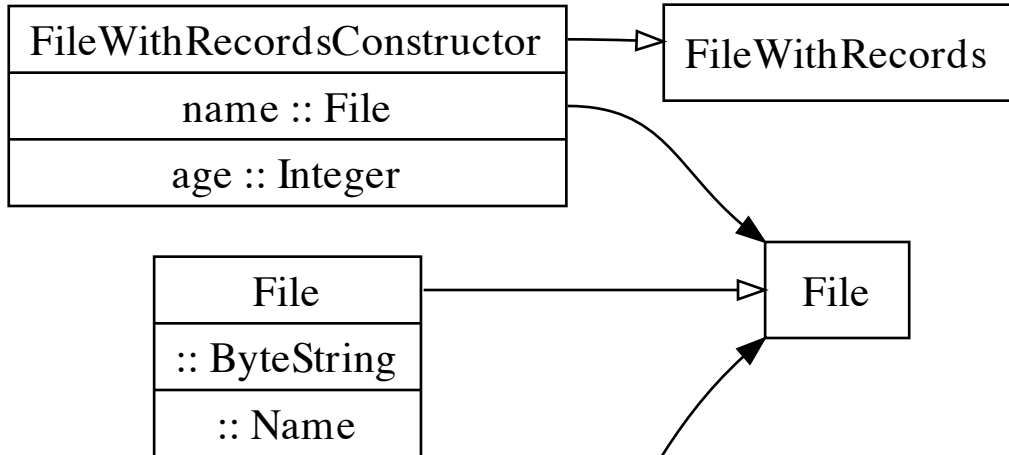 FileWithRecordsConstructor
name :: File
age :: Integer
FileWithRecords
File
:: ByteString
:: Name
File